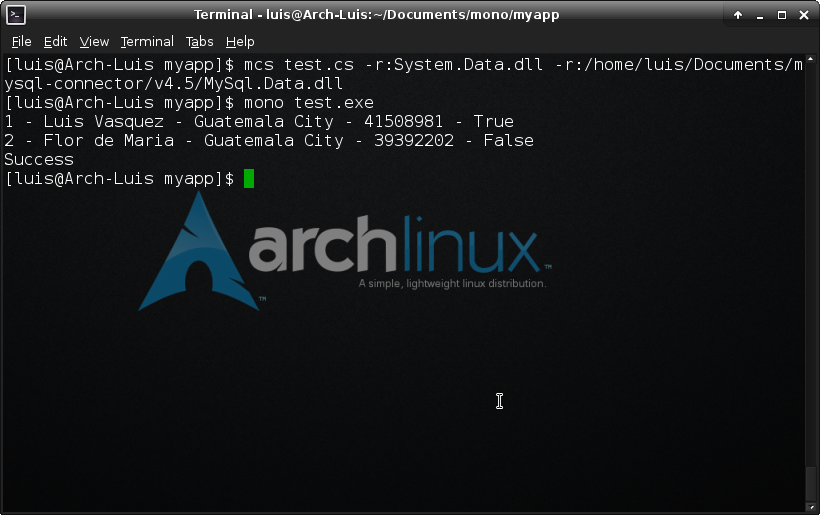 Terminal - luis@Arch-Luis:~/Documents/mono/myapp
File Edit View Terminal Tabs Help
[luis@Arch-Luis myapp]$ mcs test.cs -r:System.Data.dll -r:/home/luis/Documents/m
ysql-connector/v4.5/MySql.Data.dll
[luis@Arch-Luis myapp]$ mono test.exe
1 - Luis Vasquez - Guatemala City - 41508981 - True
2 - Flor de Maria - Guatemala City - 39392202 - False
Success
[luis@Arch-Luis myapp]$
archlinux™
A simple, lightweight linux distribution.
™